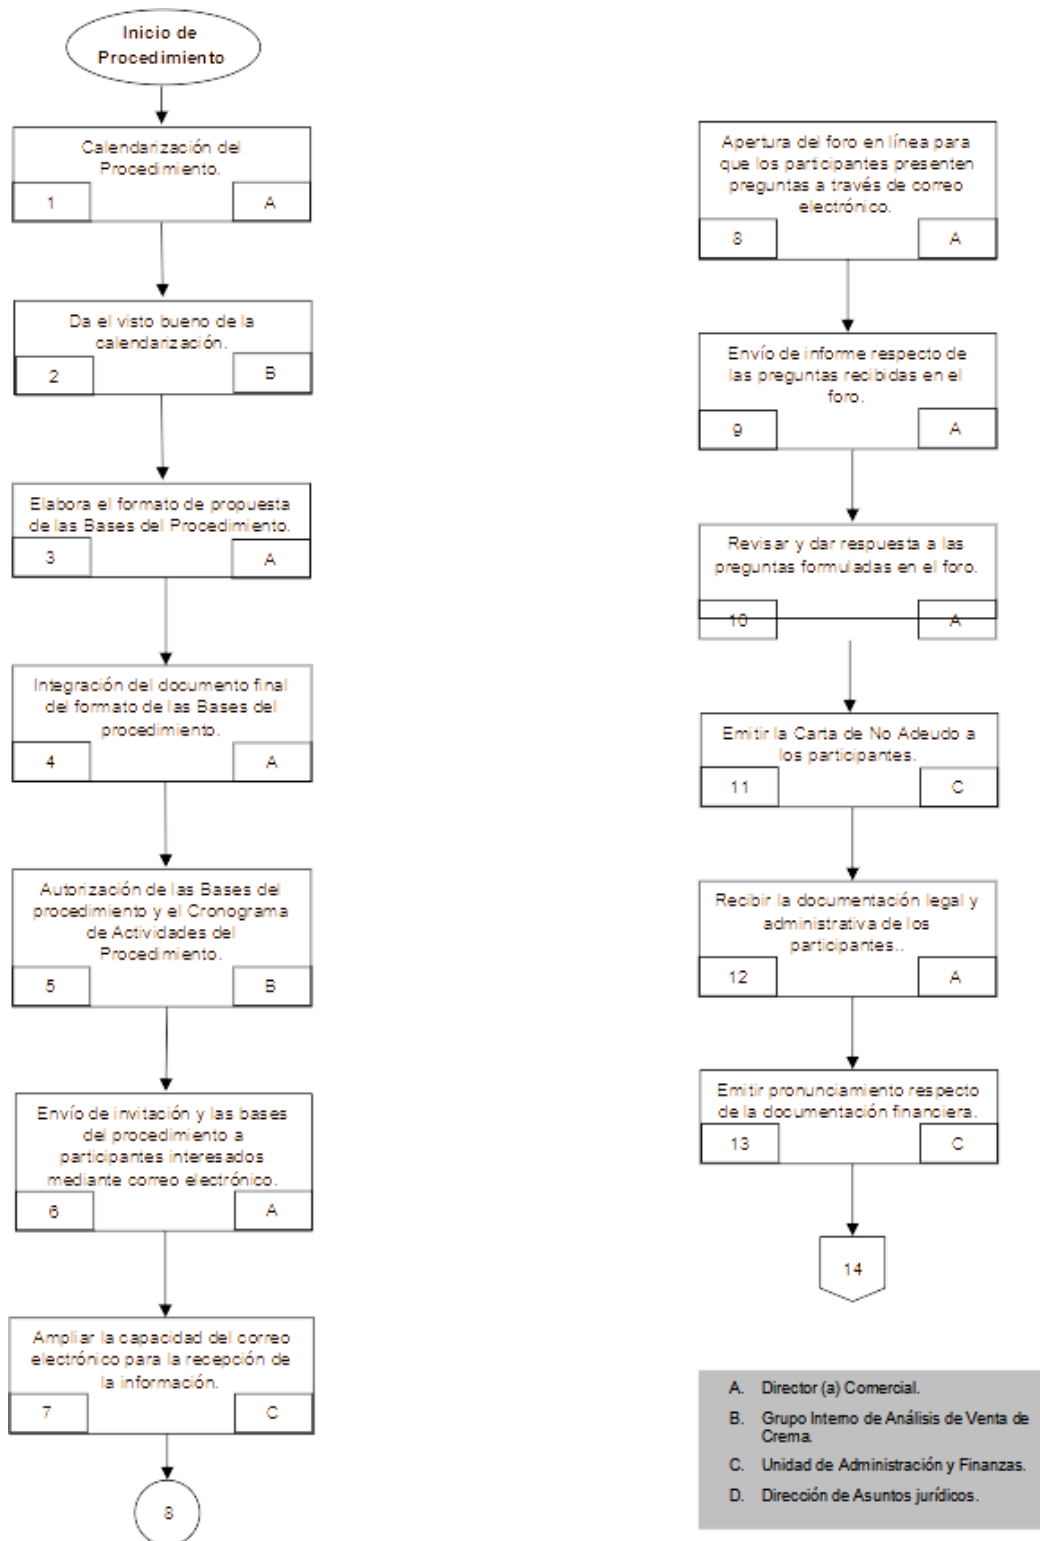 Inicio de
Procedimiento
Calendarización del
Procedimiento.
1 A
Da el visto bueno de la
calendarización.
2 B
Elabora el formato de propuesta
de las Bases del Procedimiento.
3 A
Integración del documento final
del formato de las Bases del
procedimiento.
4 A
Autorización de las Bases del
procedimiento y el Cronograma
de Actividades del
Procedimiento.
5 B
Envío de invitación y las bases
del procedimiento a
participantes interesados
mediante correo electrónico.
6 A
Ampliar la capacidad del correo
electrónico para la recepción de
la información.
7 C
8
Apertura del foro en línea para
que los participantes presenten
preguntas a través de correo
electrónico.
8 A
Envío de informe respecto de
las preguntas recibidas en el
foro.
9 A
Revisar y dar respuesta a las
preguntas formuladas en el foro.
10 A
Emitir la Carta de No Adeudo a
los participantes.
11 C
Recibir la documentación legal y
administrativa de los
participantes..
12 A
Emitir pronunciamiento respecto
de la documentación financiera.
13 C
14
A. Director (a) Comercial.
B. Grupo Interno de Análisis de Venta de
Crema.
C. Unidad de Administración y Finanzas.
D. Dirección de Asuntos jurídicos.